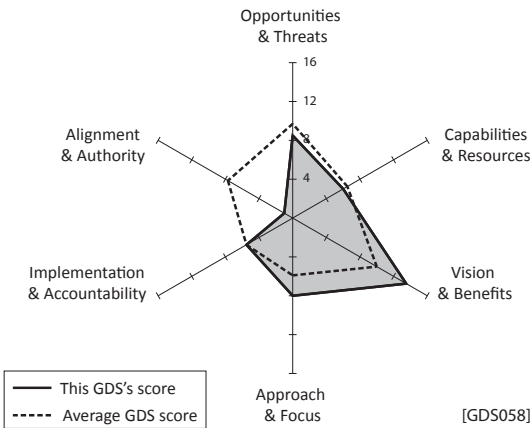 Opportunities
& Threats
16
12
8
4
Alignment
& Authority
Capabilities
& Resources
Implementation
& Accountability
Vision
& Benefits
Approach
& Focus
This GDS's score
Average GDS score
[GDS058]